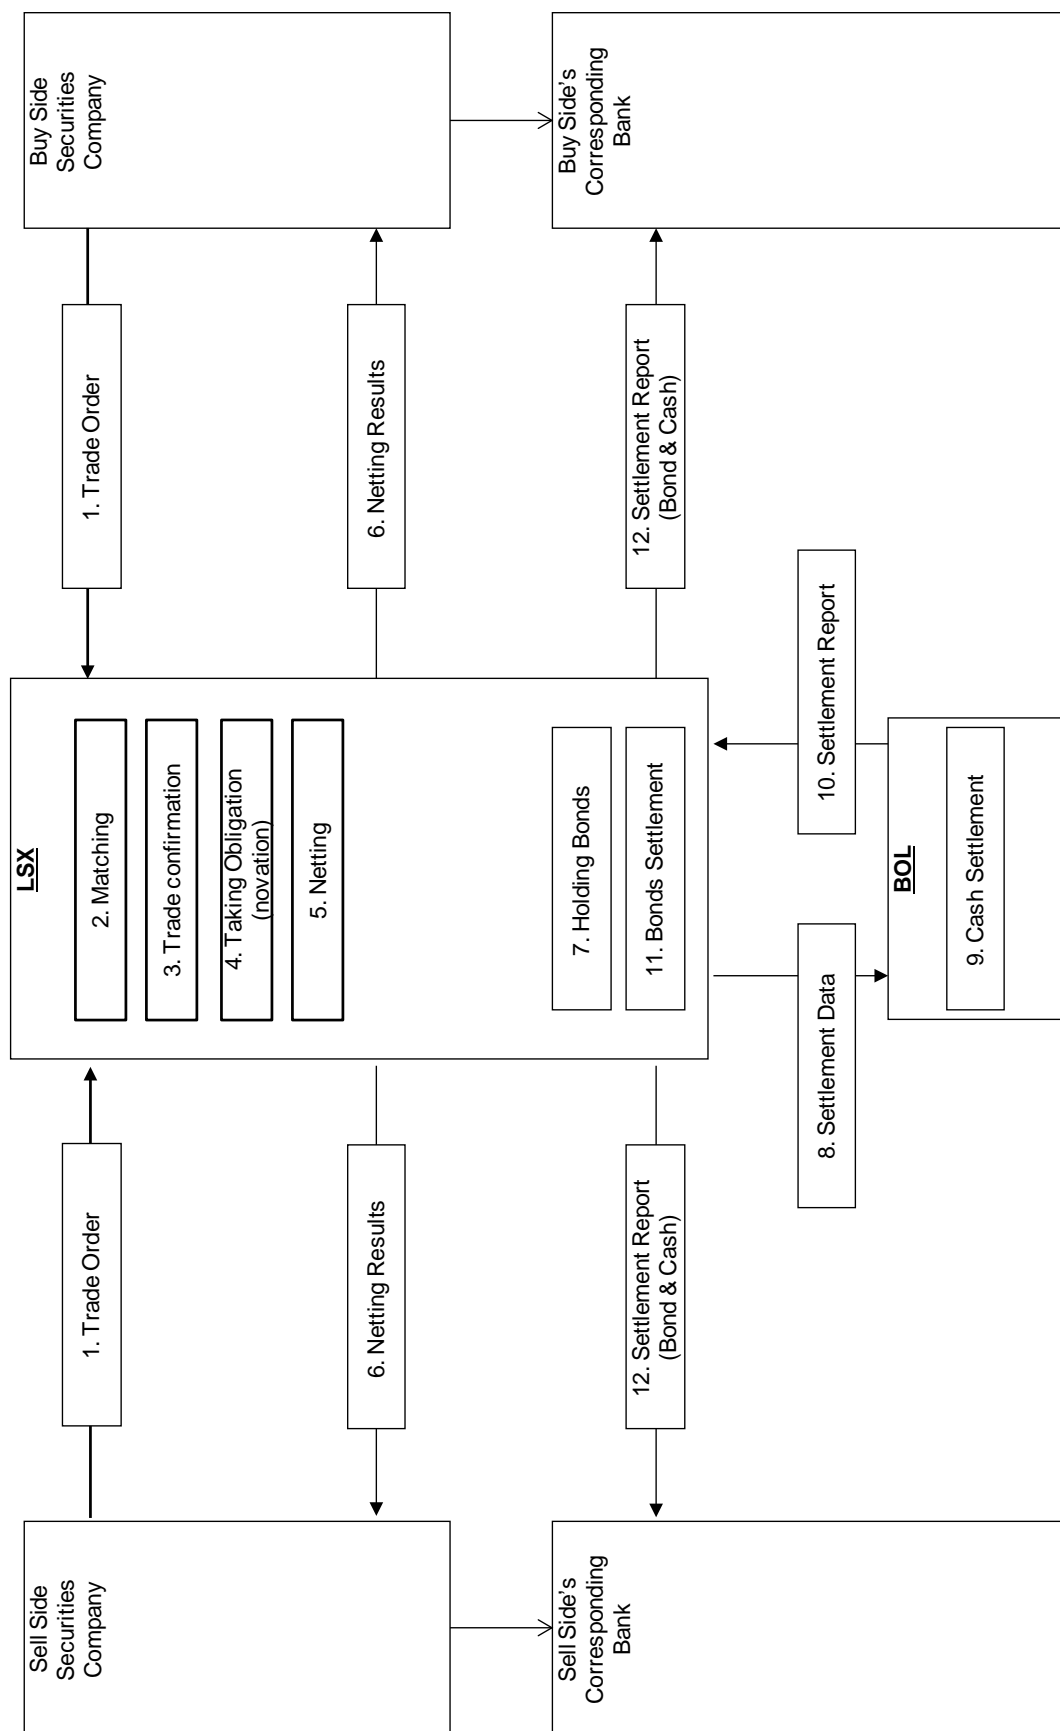 Sell Side
Securities
Company
1. Trade Order
LSX
1. Trade Order
Buy Side
Securities
Company
2. Matching
3. Trade confirmation
4. Taking Obligation
(novation)
5. Netting
6. Netting Results
6. Netting Results
Sell Side's
Corresponding
Bank
7. Holding Bonds
Buy Side's
Corresponding
Bank
12. Settlement Report
(Bond & Cash)
11. Bonds Settlement
12. Settlement Report
(Bond & Cash)
8. Settlement Data
10. Settlement Report
BOL
9. Cash Settlement